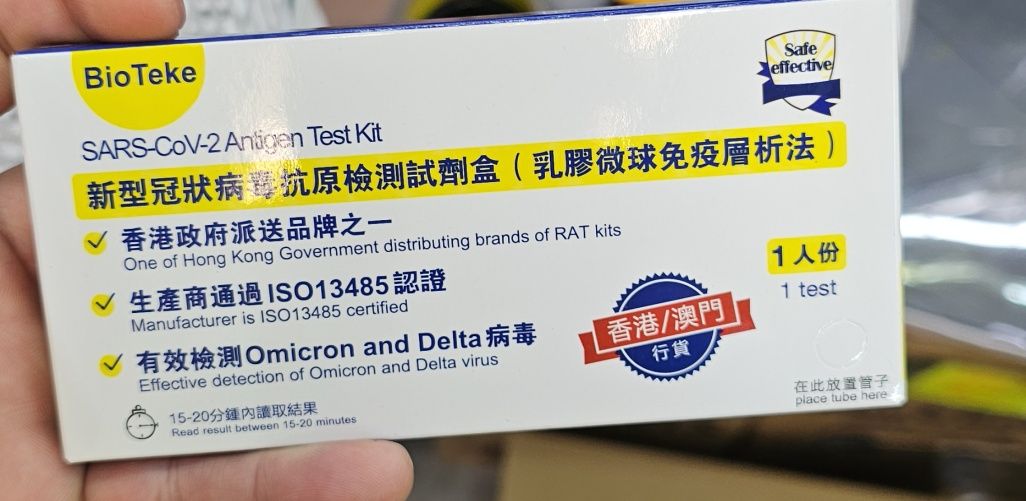 BioTeke
Safe
effective
SARS-CoV-2 Antigen Test Kit
新型冠狀病毒抗原檢測試劑盒（乳膠微球免疫層析法）
香港政府派送品牌之一
One of Hong Kong Government distributing brands of RAT kits
生產商通過ISO13485認證
Manufacturer is ISO13485 certified
有效檢測Omicron and Delta病毒
Effective detection of Omicron and Delta virus
15-20分鍾內讀取結果
Read result between 15-20 minutes
香港/澳門
行貨
1人份
1 test
在此放置管子
place tube here